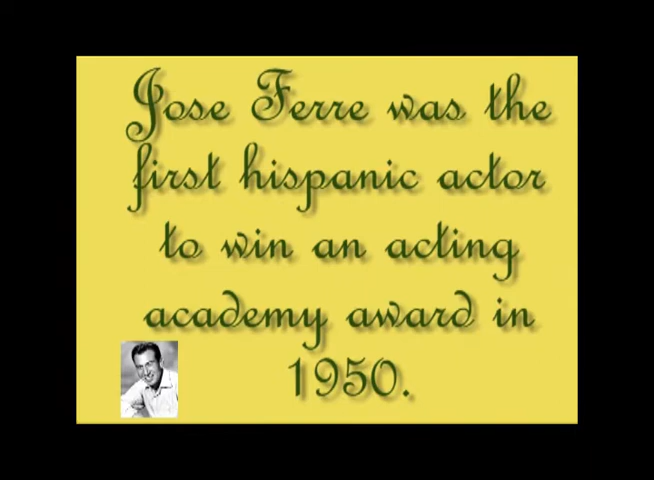 Jose Ferre was the
first hispanic actor
to win an acting
academy award in
1950.